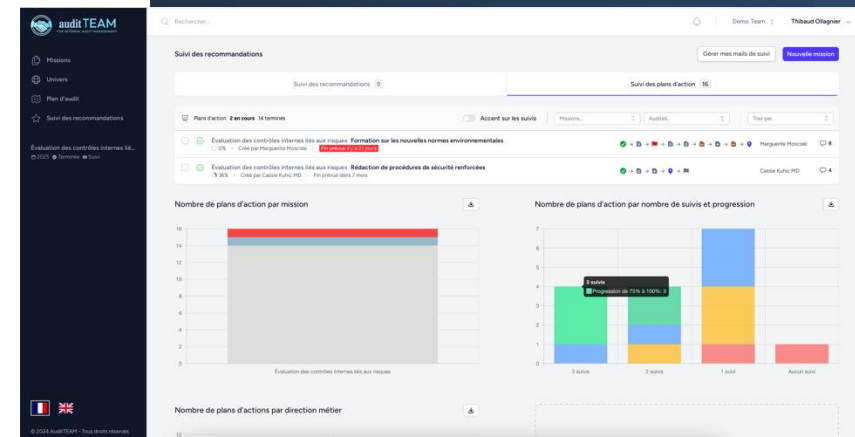 audit TEAM
FOR INTERNAL AUDIT MANAGEMENT
Missions
Univers
Plan d'audit
Suivi des recommandations
Évaluation des contrôles internes lié...
2025 Terminée Suivi
© 2024 AuditTEAM - Tous droits réservés.
Rechercher...
Demo Team
Thibaud Ollagnier
Suivi des recommandations
Gérer mes mails de suivi
Nouvelle mission
Suivi des recommandations 9
Suivi des plans d'action 16
Plans d'action 2 en cours 14 terminés
Accent sur les suivis
Missions...
Audités...
Trier par...
Évaluation des contrôles internes liés aux risques Formation sur les nouvelles normes environnementales
0% · Créé par Marguerite Mosciski · Fin prévue il y a 21 jours
Marguerite Mosciski
8
Évaluation des contrôles internes liés aux risques Rédaction de procédures de sécurité renforcées
36% · Créé par Cassie Kuhic MD · Fin prévue dans 7 mois
Cassie Kuhic MD
4
Nombre de plans d'action par mission
16
14
12
10
8
6
4
2
0
Évaluation des contrôles internes liés aux risques
Nombre de plans d'action par nombre de suivis et progression
7
6
5
4
3
2
1
0
3 suivis
Progression de 75% à 100%: 3
3 suivis
2 suivis
1 suivi
Aucun suivi
Nombre de plans d'actions par direction métier
12